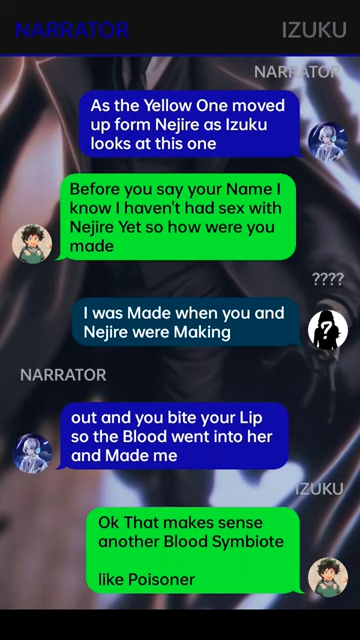 NARRATOR
IZUKU
NARRATOR
As the Yellow One moved
up form Nejire as Izuku
looks at this one
Before you say your Name I
know I haven't had sex with
Nejire Yet so how were you
made
????
I was Made when you and
Nejire were Making
NARRATOR
out and you bite your Lip
so the Blood went into her
and Made me
IZUKU
Ok That makes sense
another Blood Symbiote
like Poisoner